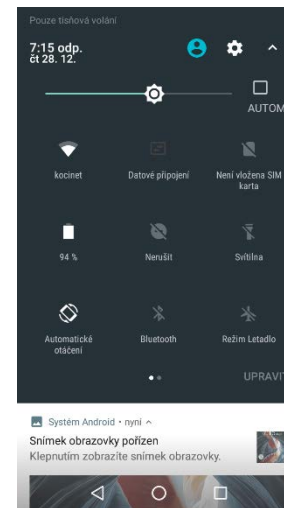 Pouze tísňová volání
7:15 odp.
čt 28. 12.
AUTOM
kocinet
Datové připojení
Není vložena SIM
karta
94 %
Nerušit
Svítilna
Automatické
otáčení
Bluetooth
Režim Letadlo
UPRAVIT
Systém Android • nyní
Snímek obrazovky pořízen
Klepnutím zobrazíte snímek obrazovky.